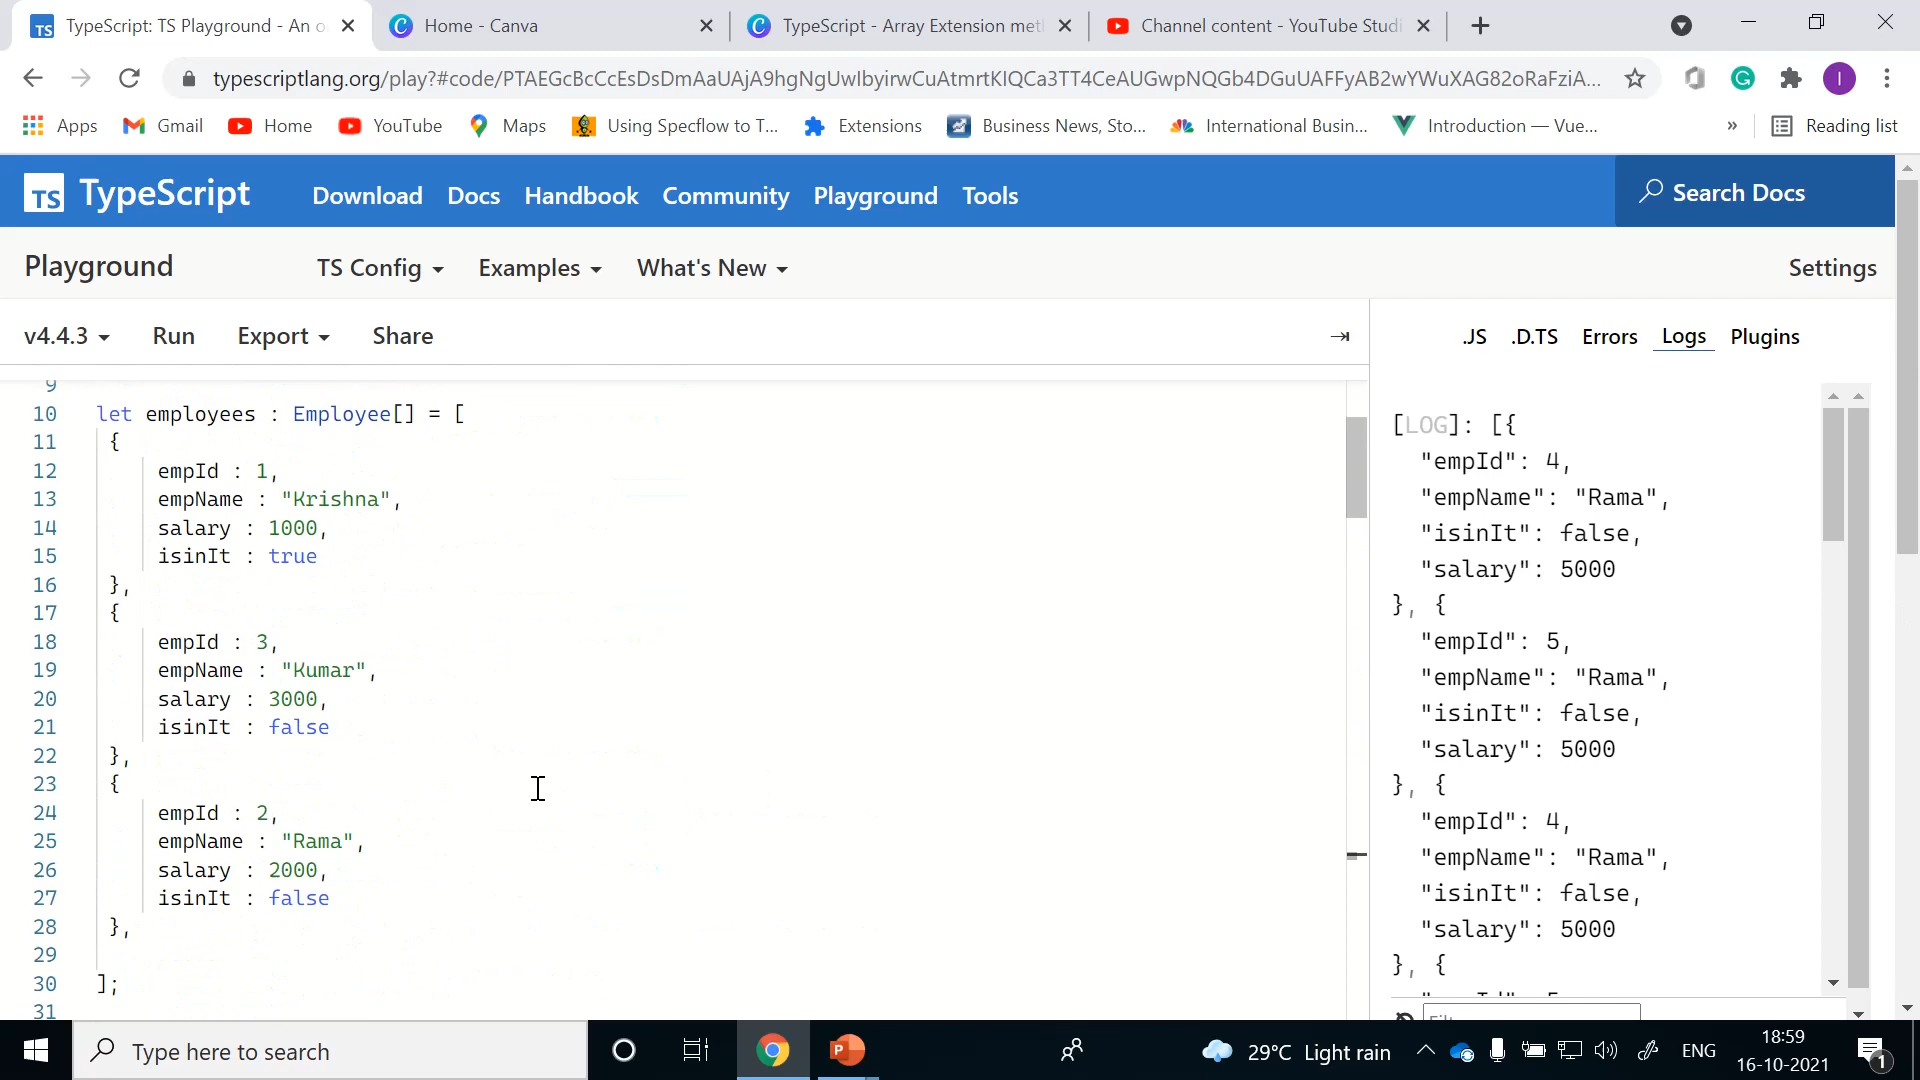 TypeScript: TS Playground - An o
Home - Canva
TypeScript - Array Extension met
Channel content - YouTube Studi
typescriptlang.org/play?#code/PTAEGcBcCcEsDsDmAaUAjA9hgNgUwIbyirwCuAtmrtKIQCa3TT4CeAUGwpNQGb4DGuUAFFyAB2wYWuXAG82oRaFziA...
Apps
Gmail
Home
YouTube
Maps
Using Specflow to T...
Extensions
Business News, Sto...
International Busin...
Introduction — Vue...
»
Reading list
TS TypeScript
Download
Docs
Handbook
Community
Playground
Tools
Search Docs
Playground
TS Config
Examples
What's New
Settings
v4.4.3
Run
Export
Share
.JS
.D.TS
Errors
Logs
Plugins
9
10 let employees : Employee[] = [
11 {
12 empId : 1,
13 empName : "Krishna",
14 salary : 1000,
15 isinIt : true
16 },
17 {
18 empId : 3,
19 empName : "Kumar",
20 salary : 3000,
21 isinIt : false
22 },
23 {
24 empId : 2,
25 empName : "Rama",
26 salary : 2000,
27 isinIt : false
28 },
29
30 ];
31
[LOG]: [{
"empId": 4,
"empName": "Rama",
"isinIt": false,
"salary": 5000
}, {
"empId": 5,
"empName": "Rama",
"isinIt": false,
"salary": 5000
}, {
"empId": 4,
"empName": "Rama",
"isinIt": false,
"salary": 5000
}, {
Type here to search
29°C Light rain
ENG
18:59
16-10-2021
1